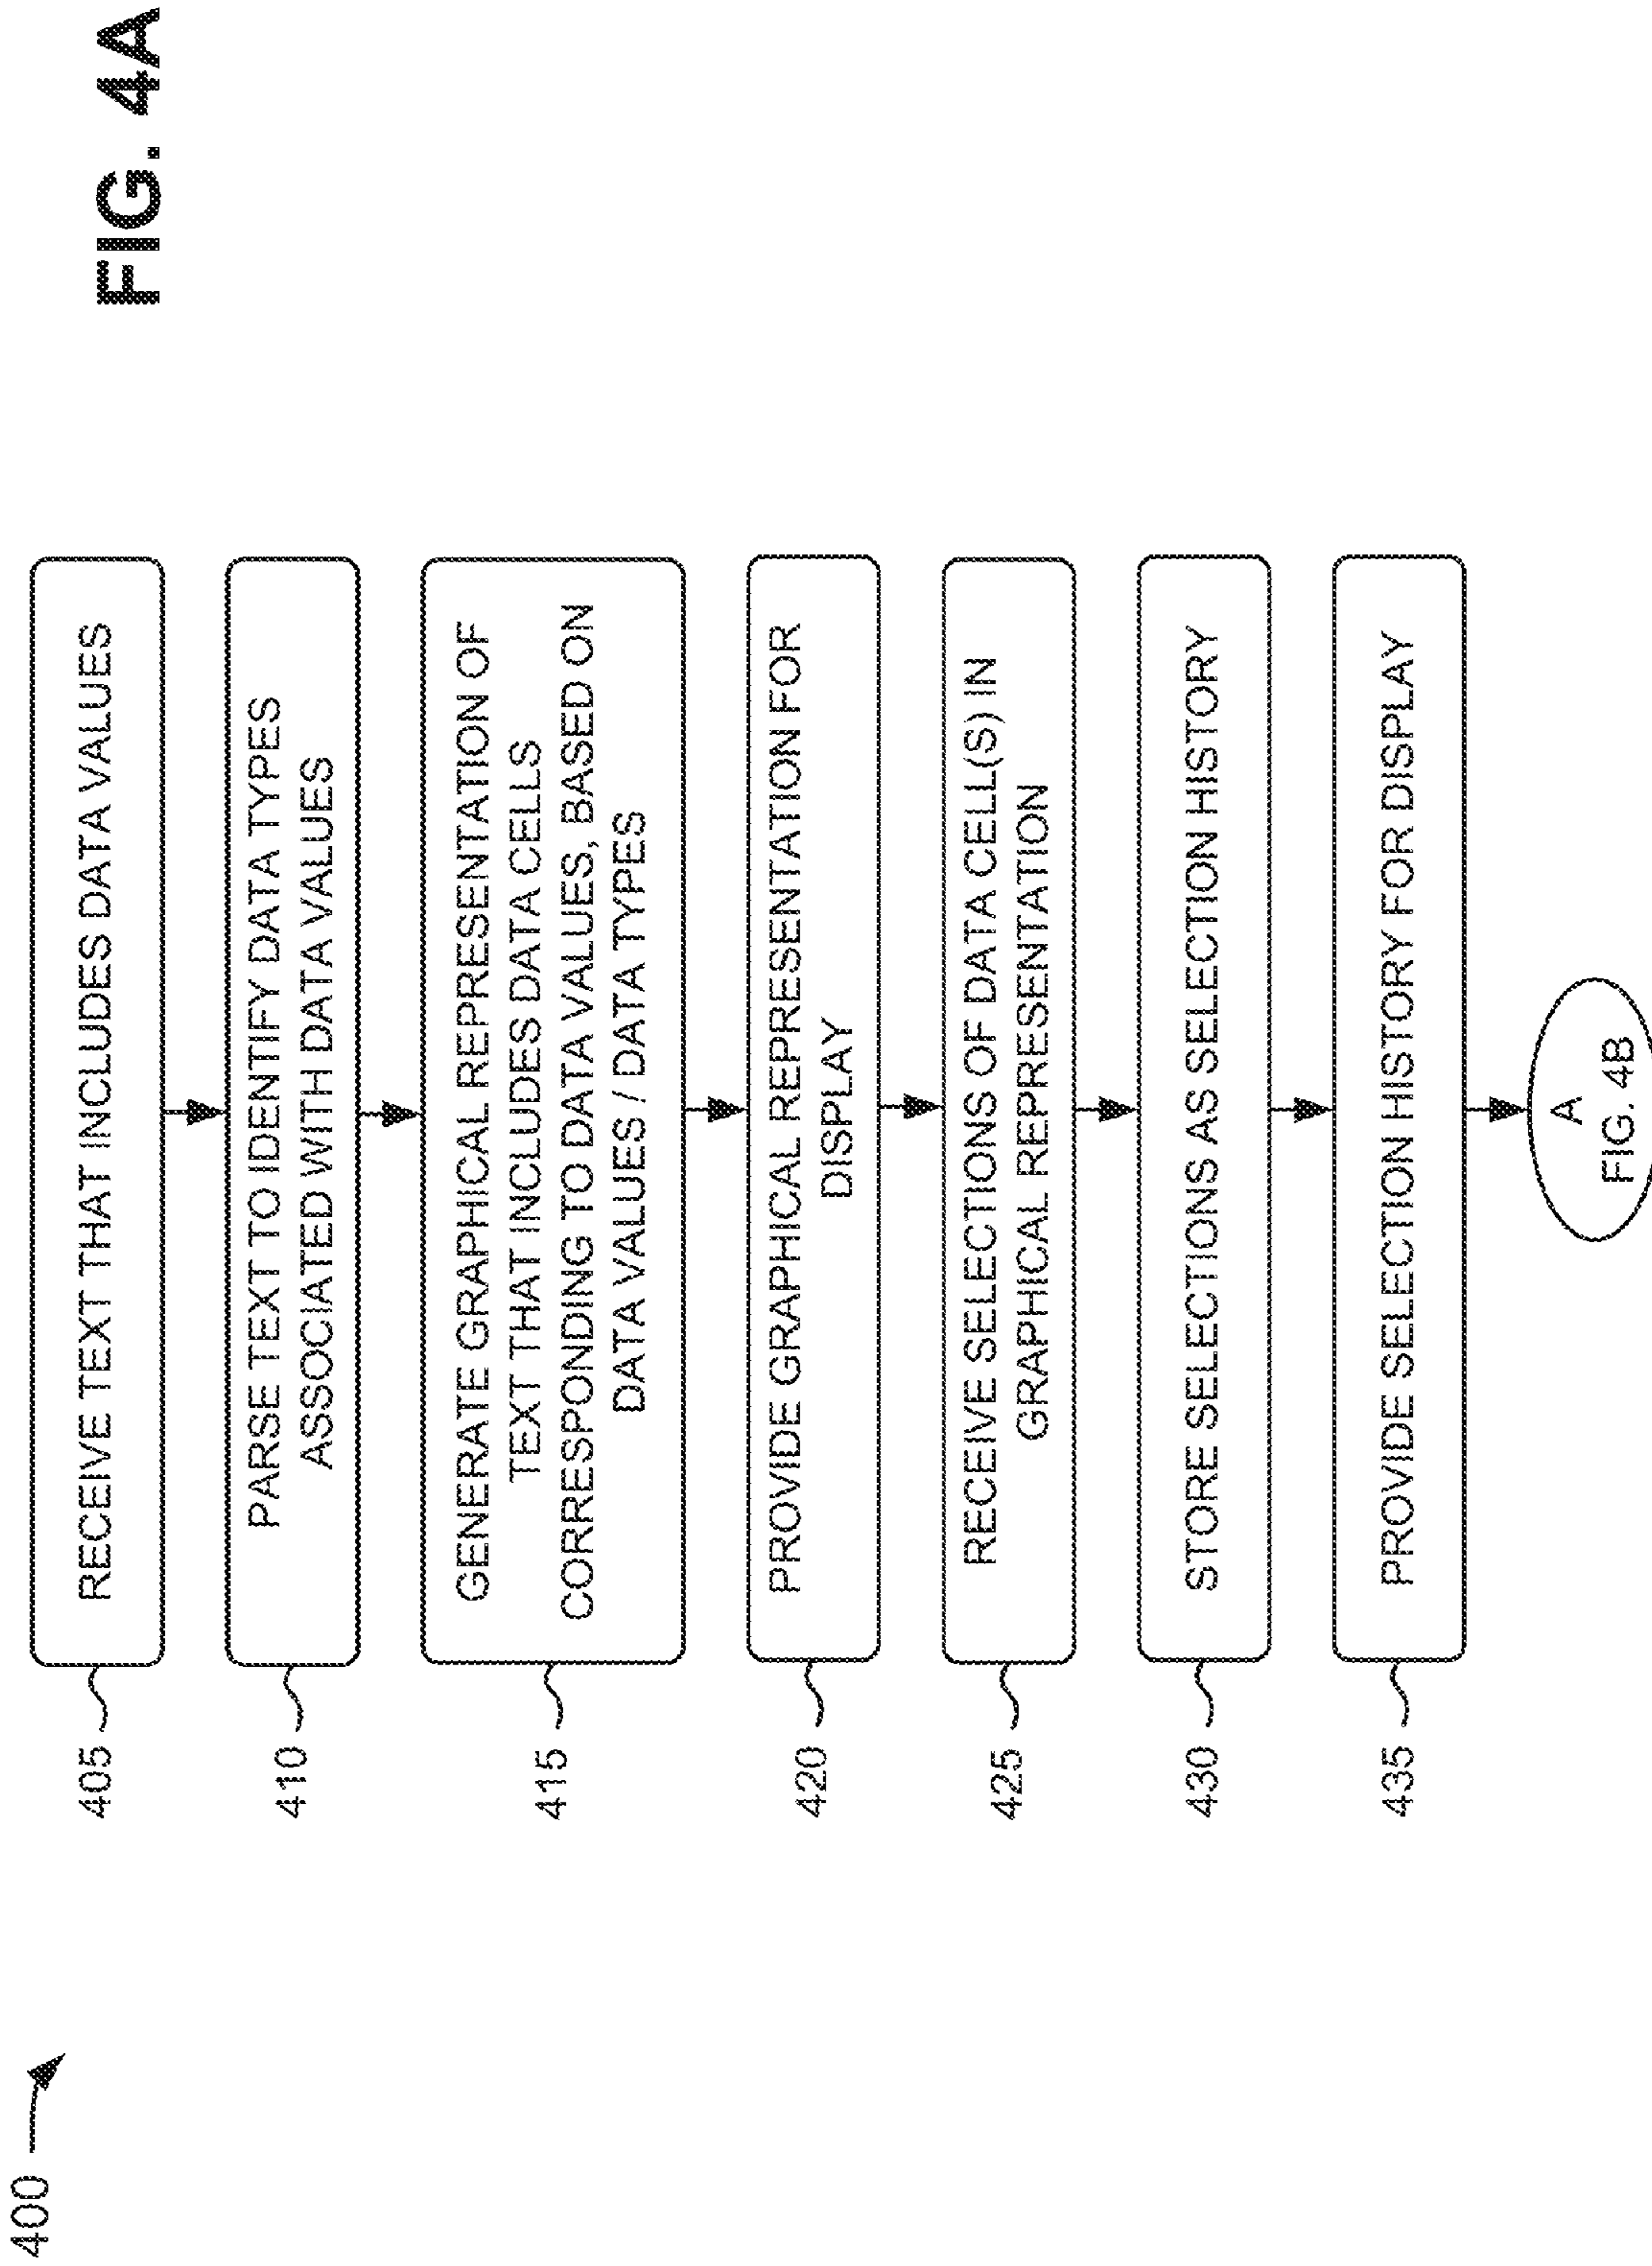 400
405
RECEIVE TEXT THAT INCLUDES DATA VALUES
410
PARSE TEXT TO IDENTIFY DATA TYPES
ASSOCIATED WITH DATA VALUES
415
GENERATE GRAPHICAL REPRESENTATION OF
TEXT THAT INCLUDES DATA CELLS
CORRESPONDING TO DATA VALUES, BASED ON
DATA VALUES / DATA TYPES
420
PROVIDE GRAPHICAL REPRESENTATION FOR
DISPLAY
425
RECEIVE SELECTIONS OF DATA CELL(S) IN
GRAPHICAL REPRESENTATION
430
STORE SELECTIONS AS SELECTION HISTORY
435
PROVIDE SELECTION HISTORY FOR DISPLAY
A
FIG. 4B
FIG. 4A